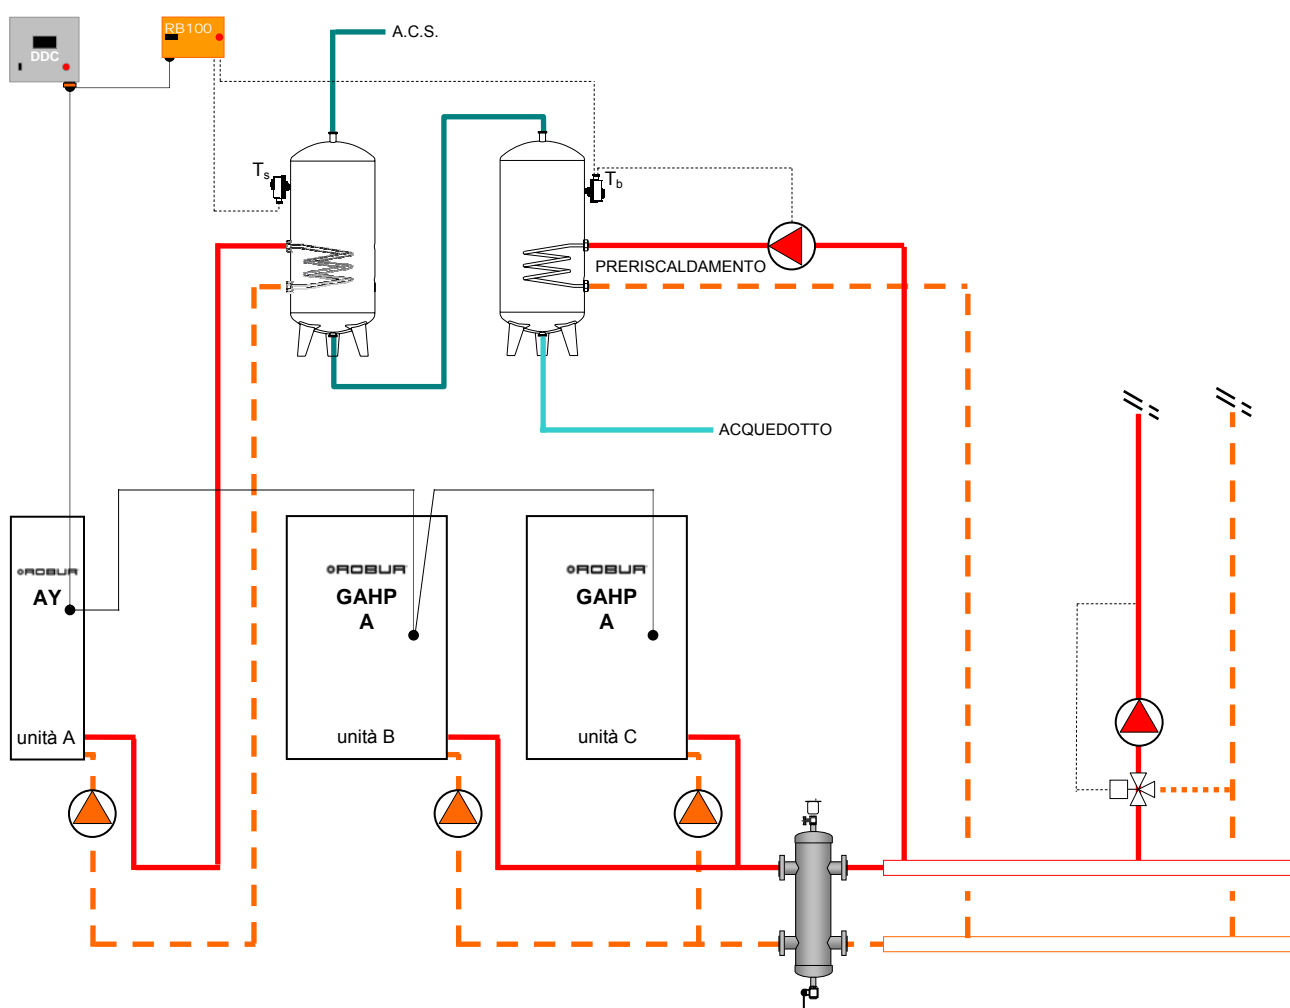 RB100
DDC
A.C.S.
Ts
Tb
PRERISCALDAMENTO
ACQUEDOTTO
ROBUR
AY
unità A
ROBUR
GAHP
A
unità B
ROBUR
GAHP
A
unità C